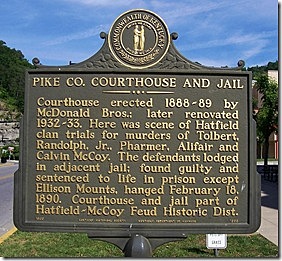 COMMONWEALTH OF KENTUCKY
PIKE CO. COURTHOUSE AND JAIL
Courthouse erected 1888-89 by
McDonald Bros.; later renovated
1932-33. Here was scene of Hatfield
clan trials for murders of Tolbert,
Randolph, Jr., Pharmer, Alifair and
Calvin McCoy. The defendants lodged
in adjacent jail; found guilty and
sentenced to life in prison except
Ellison Mounts, hanged February 18,
1890. Courthouse and jail part of
Hatfield-McCoy Feud Historic Dist.